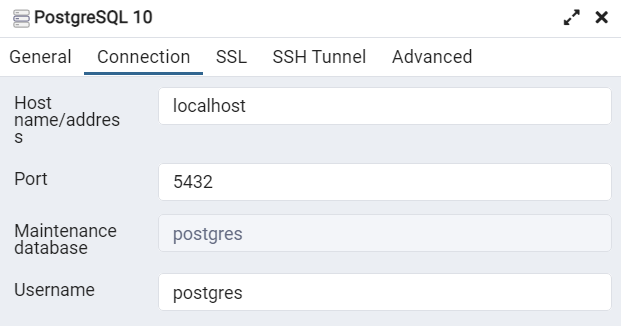 PostgreSQL 10
General Connection SSL SSH Tunnel Advanced
Host
name/addres
s
localhost
Port
5432
Maintenance
database
postgres
Username
postgres